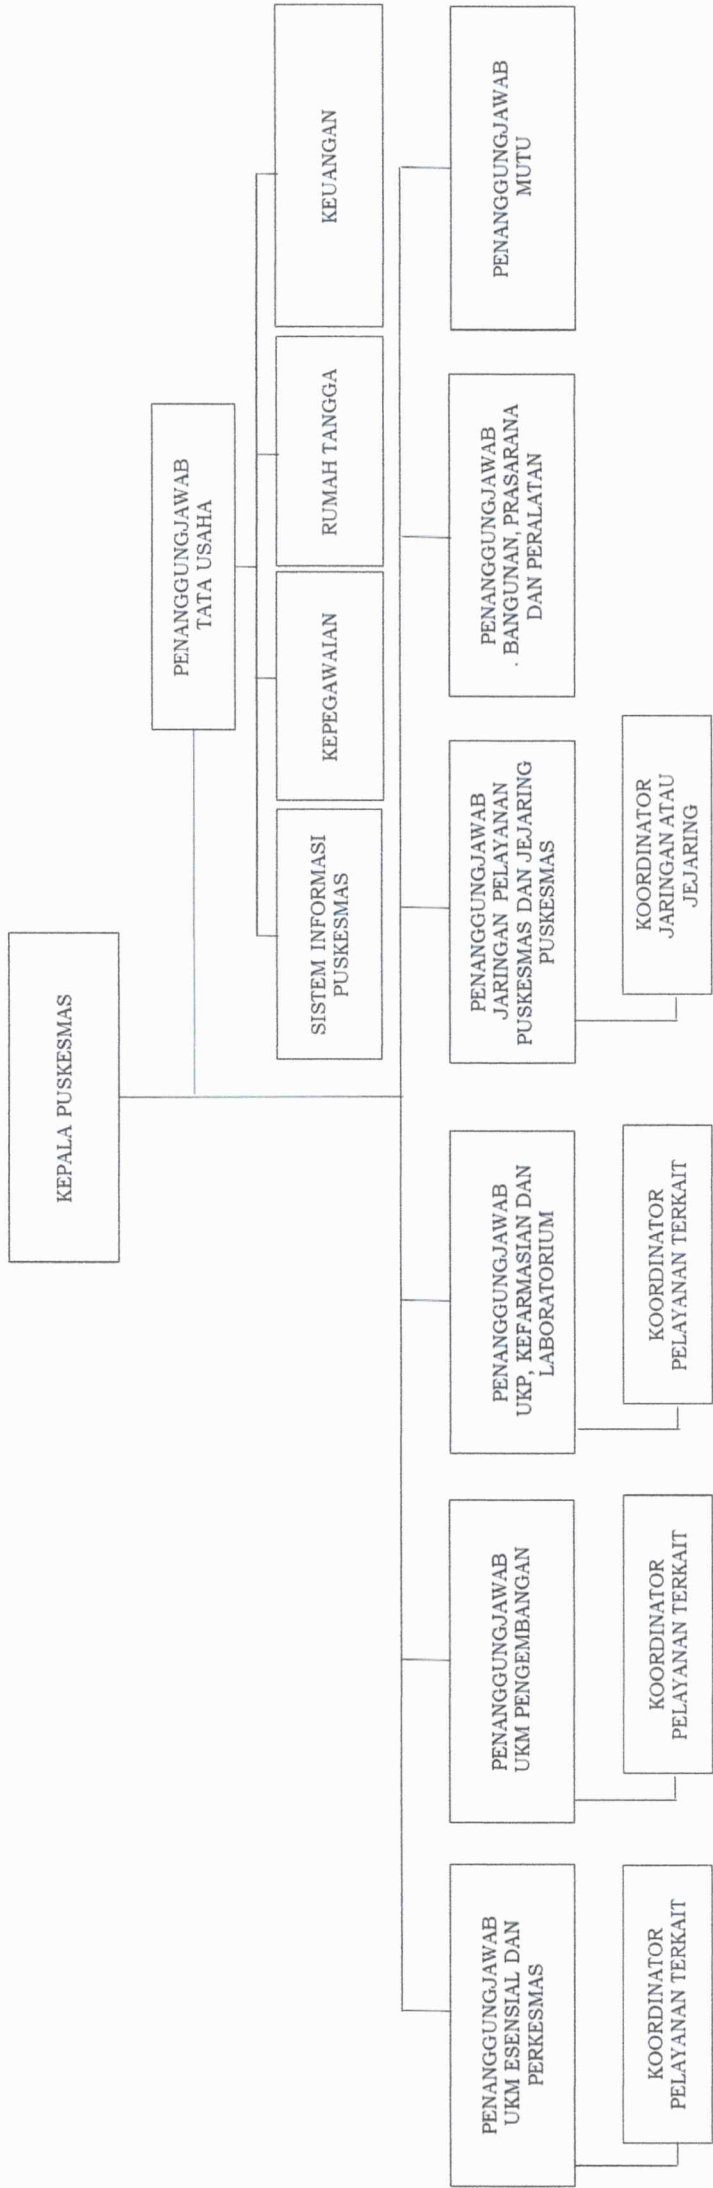 KEPALA PUSKESMAS
PENANGGUNGJAWAB
TATA USAHA
SISTEM INFORMASI
PUSKESMAS
KEPEGAWAIAN
RUMAH TANGGA
KEUANGAN
PENANGGUNGJAWAB
UKM ESENSIAL DAN
PERKESMAS
PENANGGUNGJAWAB
UKM PENGEMBANGAN
PENANGGUNGJAWAB
UKP, KEFARMASIAN DAN
LABORATORIUM
PENANGGUNGJAWAB
JARINGAN PELAYANAN
PUSKESMAS DAN JEJARING
PUSKESMAS
PENANGGUNGJAWAB
. BANGUNAN, PRASARANA
DAN PERALATAN
PENANGGUNGJAWAB
MUTU
KOORDINATOR
PELAYANAN TERKAIT
KOORDINATOR
PELAYANAN TERKAIT
KOORDINATOR
PELAYANAN TERKAIT
KOORDINATOR
JARINGAN ATAU
JEJARING